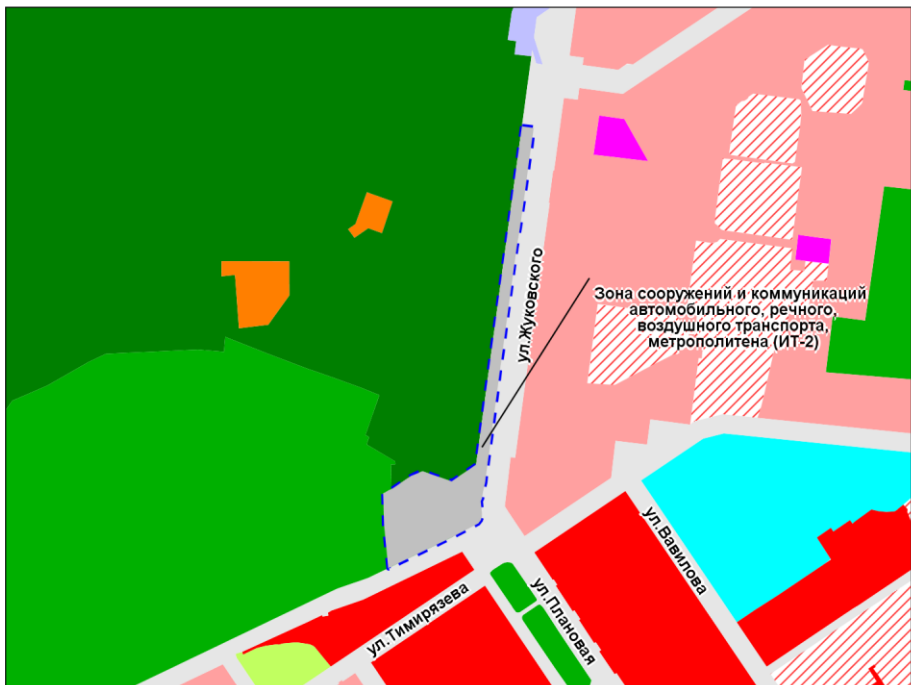 ул.Жуковского
Зона сооружений и коммуникаций
автомобильного, речного,
воздушного транспорта,
метрополитена (ИТ-2)
ул.Вавилова
ул.Плановая
ул.Тимирязева